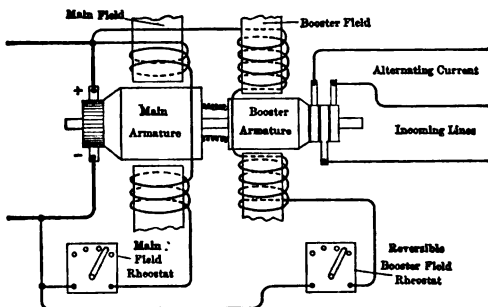 Main Field
Booster Field
Alternating Current
+
Main
Armature
Booster
Armature
Incoming Lines
-
Main
Field
Rheostat
Reversible
Booster Field
Rheostat